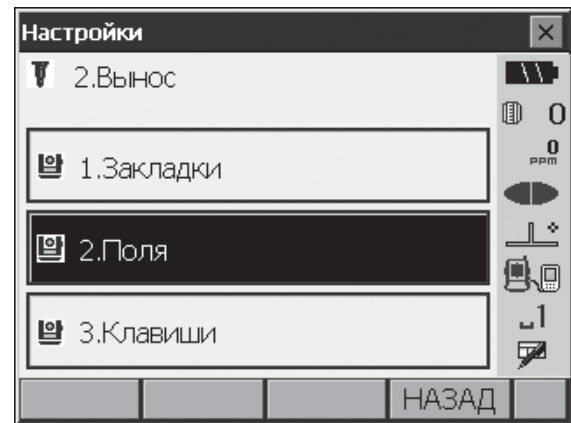 Настройки
2.Вынос
0
0
PPM
1.Закладки
2.Поля
3.Клавиши
1
НАЗАД